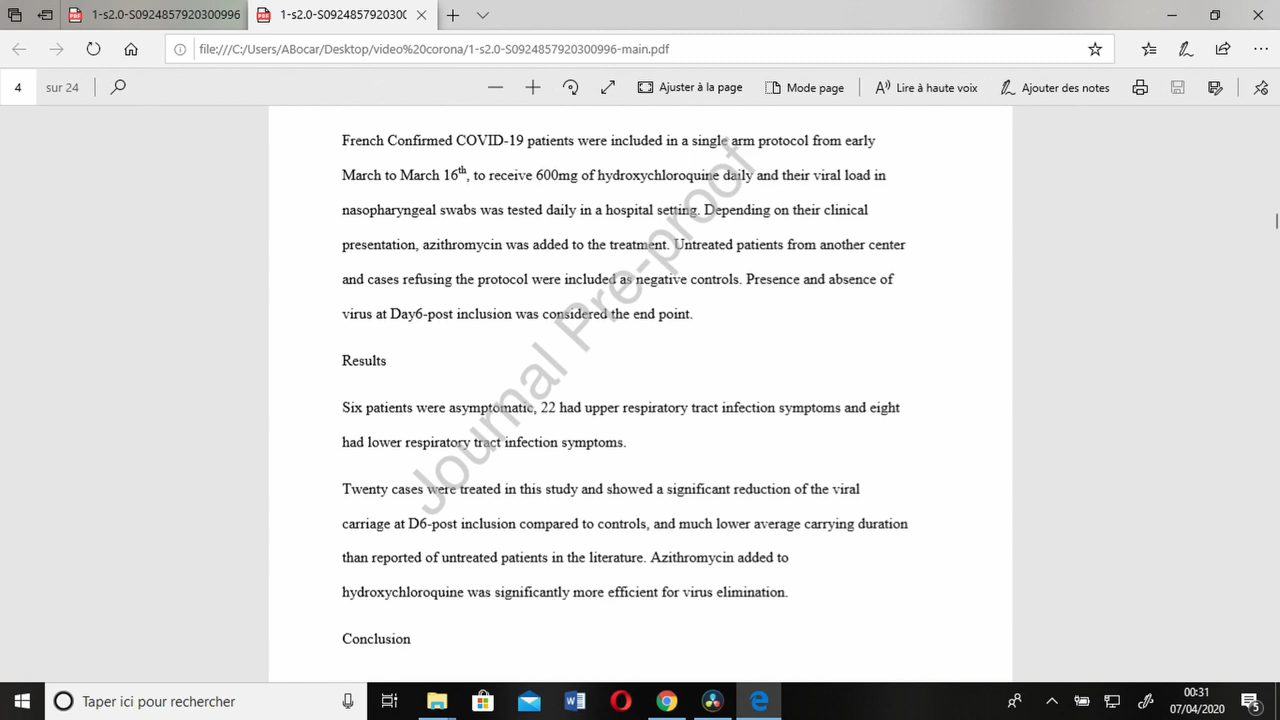 1-s2.0-S0924857920300996
1-s2.0-S092485792030
file:///C:/Users/ABocar/Desktop/video%20corona/1-s2.0-S0924857920300996-main.pdf
4 sur 24
Ajuster à la page
Mode page
Lire à haute voix
Ajouter des notes
French Confirmed COVID-19 patients were included in a single arm protocol from early
March to March 16th, to receive 600mg of hydroxychloroquine daily and their viral load in
nasopharyngeal swabs was tested daily in a hospital setting. Depending on their clinical
presentation, azithromycin was added to the treatment. Untreated patients from another center
and cases refusing the protocol were included as negative controls. Presence and absence of
virus at Day6-post inclusion was considered the end point.
Results
Six patients were asymptomatic, 22 had upper respiratory tract infection symptoms and eight
had lower respiratory tract infection symptoms.
Twenty cases were treated in this study and showed a significant reduction of the viral
carriage at D6-post inclusion compared to controls, and much lower average carrying duration
than reported of untreated patients in the literature. Azithromycin added to
hydroxychloroquine was significantly more efficient for virus elimination.
Conclusion
Journal Pre-proof
Taper ici pour rechercher
00:31
07/04/2020
5